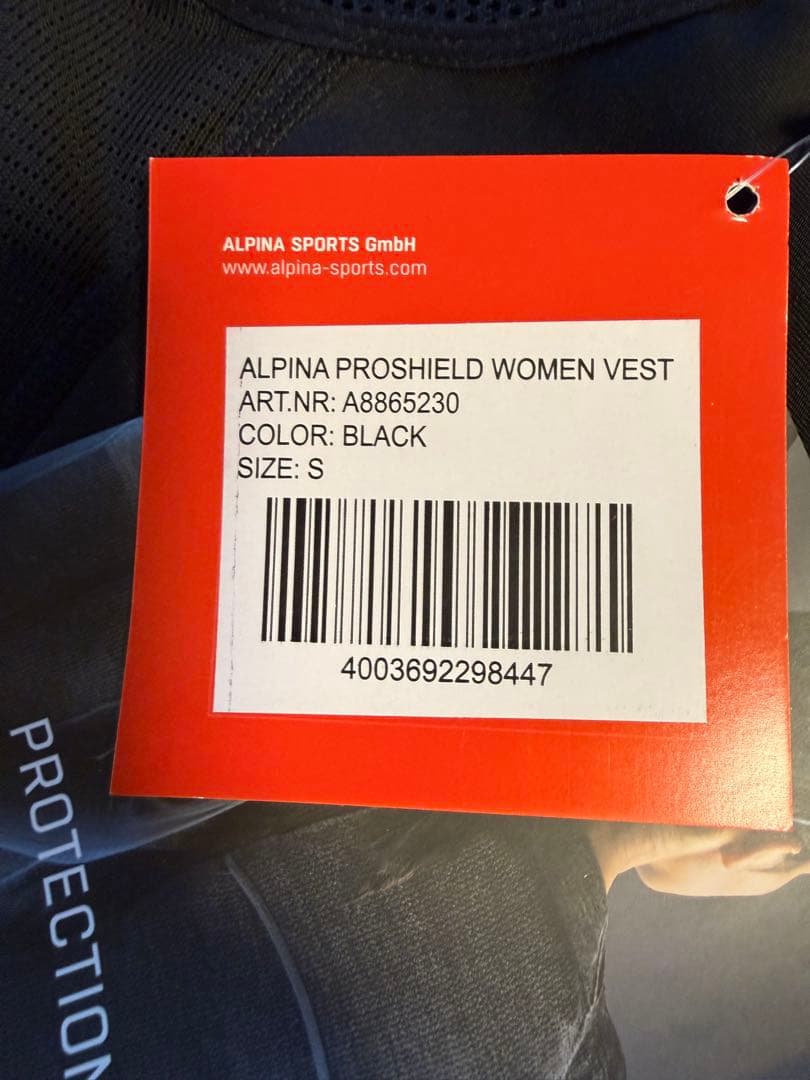 ALPINA SPORTS GmbH
www.alpina-sports.com
ALPINA PROSHIELD WOMEN VEST
ART.NR: A8865230
COLOR: BLACK
SIZE: S
4003692298447
PROTECTION